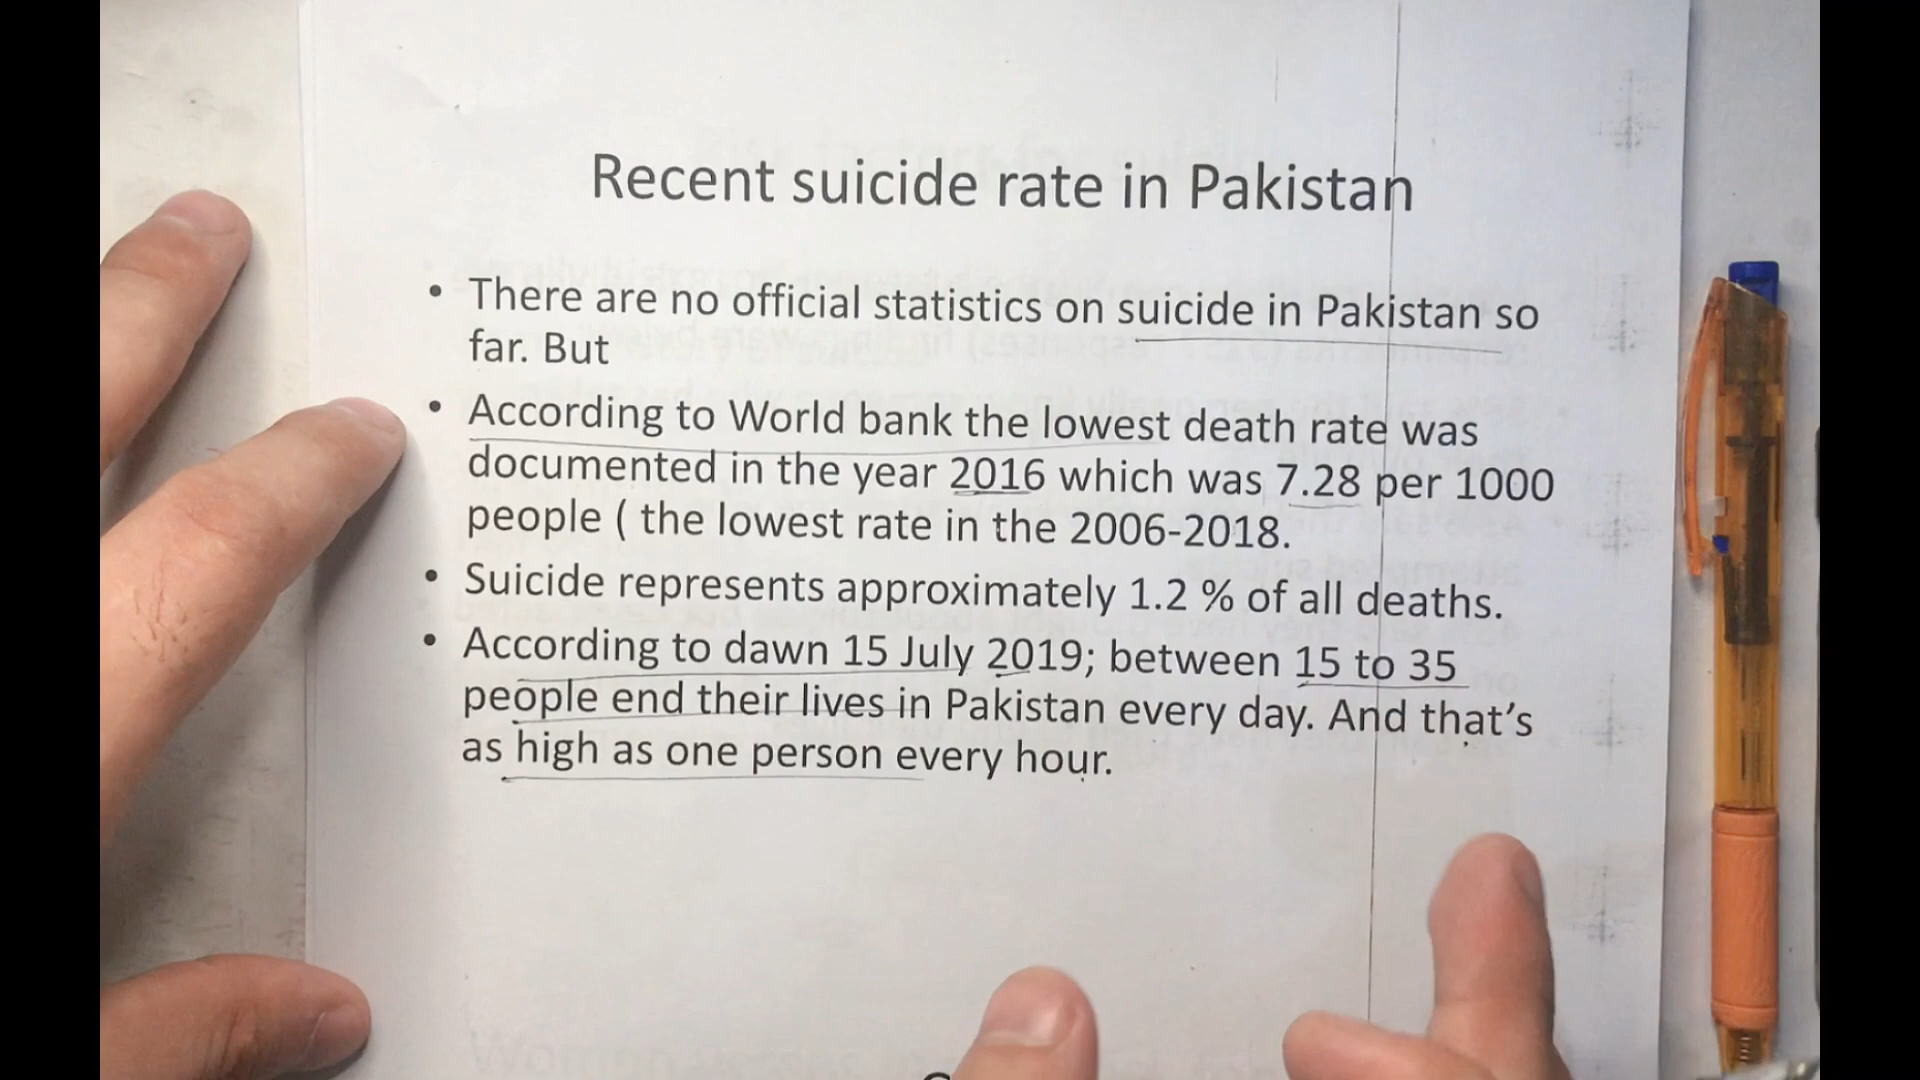 Recent suicide rate in Pakistan
• There are no official statistics on suicide in Pakistan so
far. But
• According to World bank the lowest death rate was
documented in the year 2016 which was 7.28 per 1000
people ( the lowest rate in the 2006-2018.
• Suicide represents approximately 1.2 % of all deaths.
• According to dawn 15 July 2019; between 15 to 35
people end their lives in Pakistan every day. And that's
as high as one person every hour.